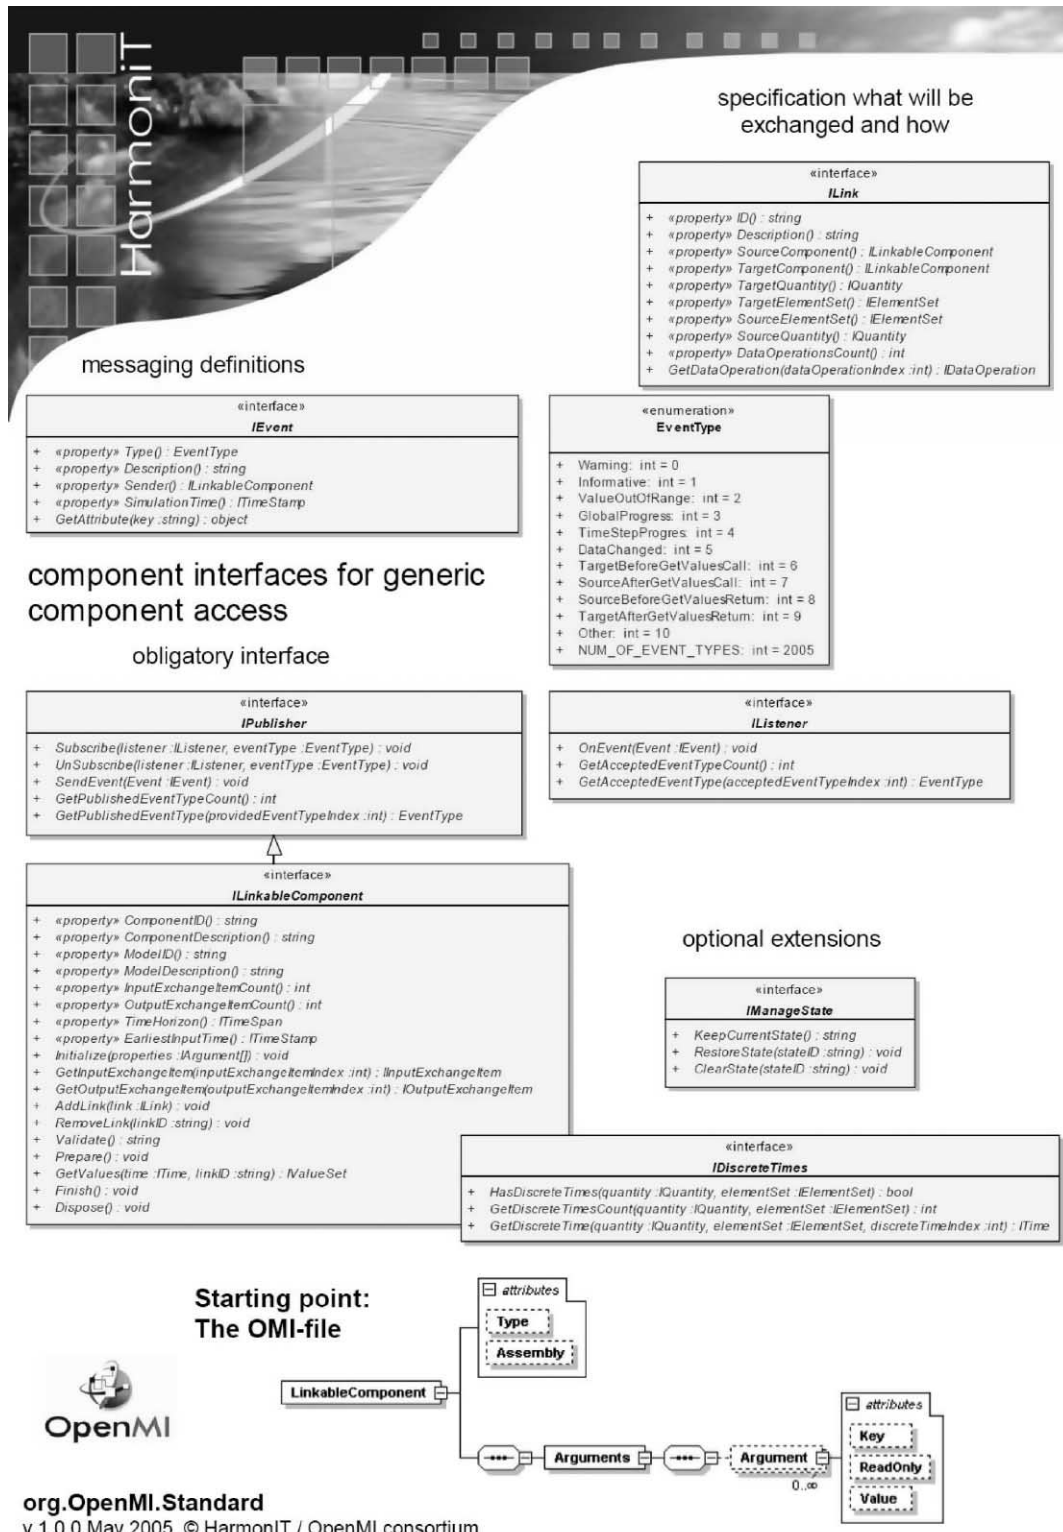 HarmoniT
specification what will be
exchanged and how
«interface»
ILink
+ «property» ID() : string
+ «property» Description() : string
+ «property» SourceComponent() : ILinkableComponent
+ «property» TargetComponent() : ILinkableComponent
+ «property» TargetQuantity() : IQuantity
+ «property» TargetElementSet() : IElementSet
+ «property» SourceElementSet() : IElementSet
+ «property» SourceQuantity() : IQuantity
+ «property» DataOperationsCount() : int
+ GetDataOperation(dataOperationIndex :int) : IDataOperation
messaging definitions
«interface»
IEvent
+ «property» Type() : EventType
+ «property» Description() : string
+ «property» Sender() : ILinkableComponent
+ «property» SimulationTime() : ITimeStamp
+ GetAttribute(key :string) : object
«enumeration»
EventType
+ Warning: int = 0
+ Informative: int = 1
+ ValueOutOfRange: int = 2
+ GlobalProgress: int = 3
+ TimeStepProgres: int = 4
+ DataChanged: int = 5
+ TargetBeforeGetValuesCall: int = 6
+ SourceAfterGetValuesCall: int = 7
+ SourceBeforeGetValuesReturn: int = 8
+ TargetAfterGetValuesReturn: int = 9
+ Other: int = 10
+ NUM_OF_EVENT_TYPES: int = 2005
component interfaces for generic
component access
obligatory interface
«interface»
IPublisher
+ Subscribe(listener :IListener, eventType :EventType) : void
+ UnSubscribe(listener :IListener, eventType :EventType) : void
+ SendEvent(Event :IEvent) : void
+ GetPublishedEventTypeCount() : int
+ GetPublishedEventType(providedEventTypeIndex :int) : EventType
«interface»
IListener
+ OnEvent(Event :IEvent) : void
+ GetAcceptedEventTypeCount() : int
+ GetAcceptedEventType(acceptedEventTypeIndex :int) : EventType
«interface»
ILinkableComponent
+ «property» ComponentID() : string
+ «property» ComponentDescription() : string
+ «property» ModelID() : string
+ «property» ModelDescription() : string
+ «property» InputExchangeItemCount() : int
+ «property» OutputExchangeItemCount() : int
+ «property» TimeHorizon() : ITimeSpan
+ «property» EarliestInputTime() : ITimeStamp
+ Initialize(properties :IArgument[]) : void
+ GetInputExchangeItem(inputExchangeItemIndex :int) : IInputExchangeItem
+ GetOutputExchangeItem(outputExchangeItemIndex :int) : IOutputExchangeItem
+ AddLink(link :ILink) : void
+ RemoveLink(linkID :string) : void
+ Validate() : string
+ Prepare() : void
+ GetValues(time :ITime, linkID :string) : IValueSet
+ Finish() : void
+ Dispose() : void
optional extensions
«interface»
IManageState
+ KeepCurrentState() : string
+ RestoreState(stateID :string) : void
+ ClearState(stateID :string) : void
«interface»
IDiscreteTimes
+ HasDiscreteTimes(quantity :IQuantity, elementSet :IElementSet) : bool
+ GetDiscreteTimesCount(quantity :IQuantity, elementSet :IElementSet) : int
+ GetDiscreteTime(quantity :IQuantity, elementSet :IElementSet, discreteTimeIndex :int) : ITime
Starting point:
The OMI-file
attributes
Type
Assembly
LinkableComponent
Arguments
Argument
0..∞
attributes
Key
ReadOnly
Value
OpenMI
org.OpenMI.Standard
v 1.0.0 May 2005, © HarmonIT / OpenMI consortium